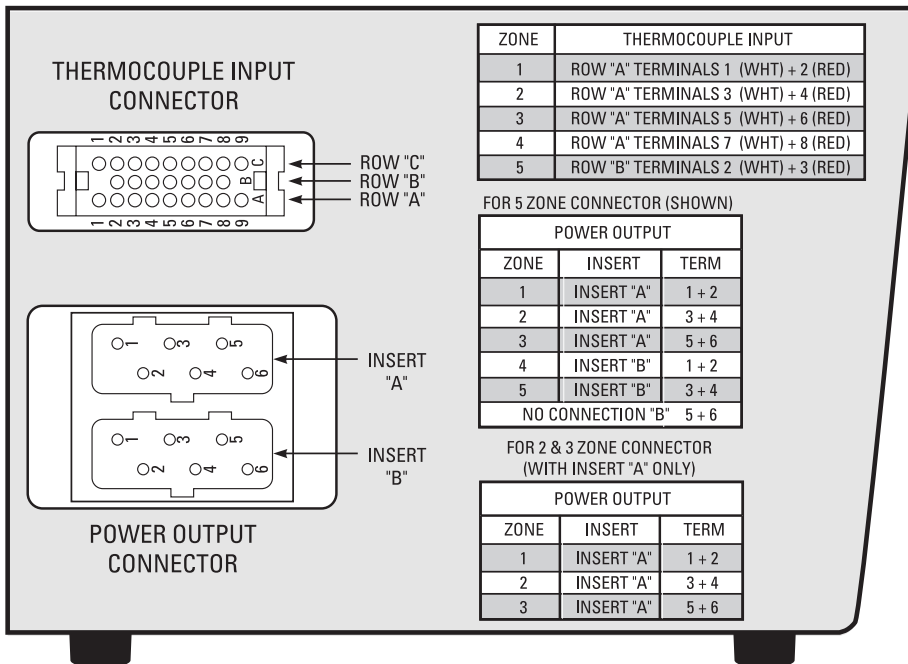 THERMOCOUPLE INPUT
CONNECTOR
1 2 3 4 5 6 7 8 9
C
B
A
1 2 3 4 5 6 7 8 9
ROW "C"
ROW "B"
ROW "A"
1 3 5
2 4 6
INSERT
"A"
1 3 5
2 4 6
INSERT
"B"
POWER OUTPUT
CONNECTOR
ZONE THERMOCOUPLE INPUT
1 ROW "A" TERMINALS 1 (WHT) + 2 (RED)
2 ROW "A" TERMINALS 3 (WHT) + 4 (RED)
3 ROW "A" TERMINALS 5 (WHT) + 6 (RED)
4 ROW "A" TERMINALS 7 (WHT) + 8 (RED)
5 ROW "B" TERMINALS 2 (WHT) + 3 (RED)
FOR 5 ZONE CONNECTOR (SHOWN)
POWER OUTPUT
ZONE INSERT TERM
1 INSERT "A" 1 + 2
2 INSERT "A" 3 + 4
3 INSERT "A" 5 + 6
4 INSERT "B" 1 + 2
5 INSERT "B" 3 + 4
NO CONNECTION "B" 5 + 6
FOR 2 & 3 ZONE CONNECTOR
(WITH INSERT "A" ONLY)
POWER OUTPUT
ZONE INSERT TERM
1 INSERT "A" 1 + 2
2 INSERT "A" 3 + 4
3 INSERT "A" 5 + 6